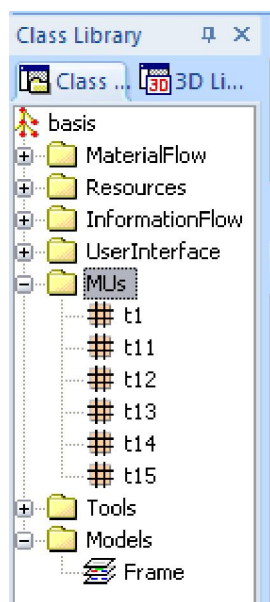 Class Library
Class ... 3D Li...
basis
MaterialFlow
Resources
InformationFlow
UserInterface
MUs
t1
t11
t12
t13
t14
t15
Tools
Models
Frame